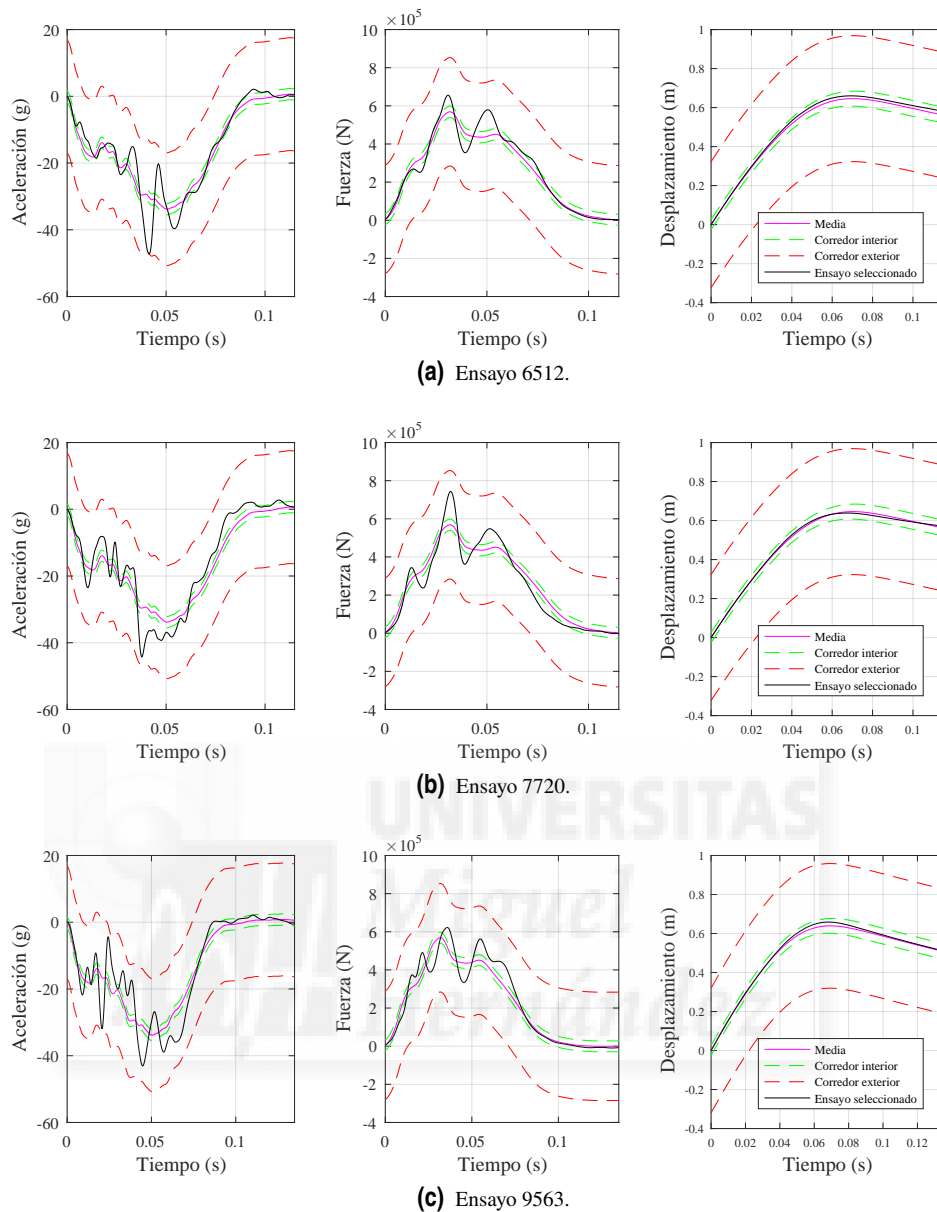 ×10⁵
20
0
-20
-40
-60
Aceleración (g)
0
0.05
0.1
Tiempo (s)
10
8
6
4
2
0
-2
-4
Fuerza (N)
0
0.05
0.1
Tiempo (s)
1
0.8
0.6
0.4
0.2
0
-0.2
-0.4
Desplazamiento (m)
Media
Corredor interior
Corredor exterior
Ensayo seleccionado
0
0.02
0.04
0.06
0.08
0.1
Tiempo (s)
(a) Ensayo 6512.
×10⁵
20
0
-20
-40
-60
Aceleración (g)
0
0.05
0.1
Tiempo (s)
10
8
6
4
2
0
-2
-4
Fuerza (N)
0
0.05
0.1
Tiempo (s)
1
0.8
0.6
0.4
0.2
0
-0.2
-0.4
Desplazamiento (m)
Media
Corredor interior
Corredor exterior
Ensayo seleccionado
0
0.02
0.04
0.06
0.08
0.1
Tiempo (s)
(b) Ensayo 7720.
UNIVERSITAS
Miguel
Hernández
×10⁵
20
0
-20
-40
-60
Aceleración (g)
0
0.05
0.1
Tiempo (s)
10
8
6
4
2
0
-2
-4
Fuerza (N)
0
0.05
0.1
Tiempo (s)
1
0.8
0.6
0.4
0.2
0
-0.2
-0.4
Desplazamiento (m)
Media
Corredor interior
Corredor exterior
Ensayo seleccionado
0
0.02
0.04
0.06
0.08
0.1
0.12
Tiempo (s)
(c) Ensayo 9563.